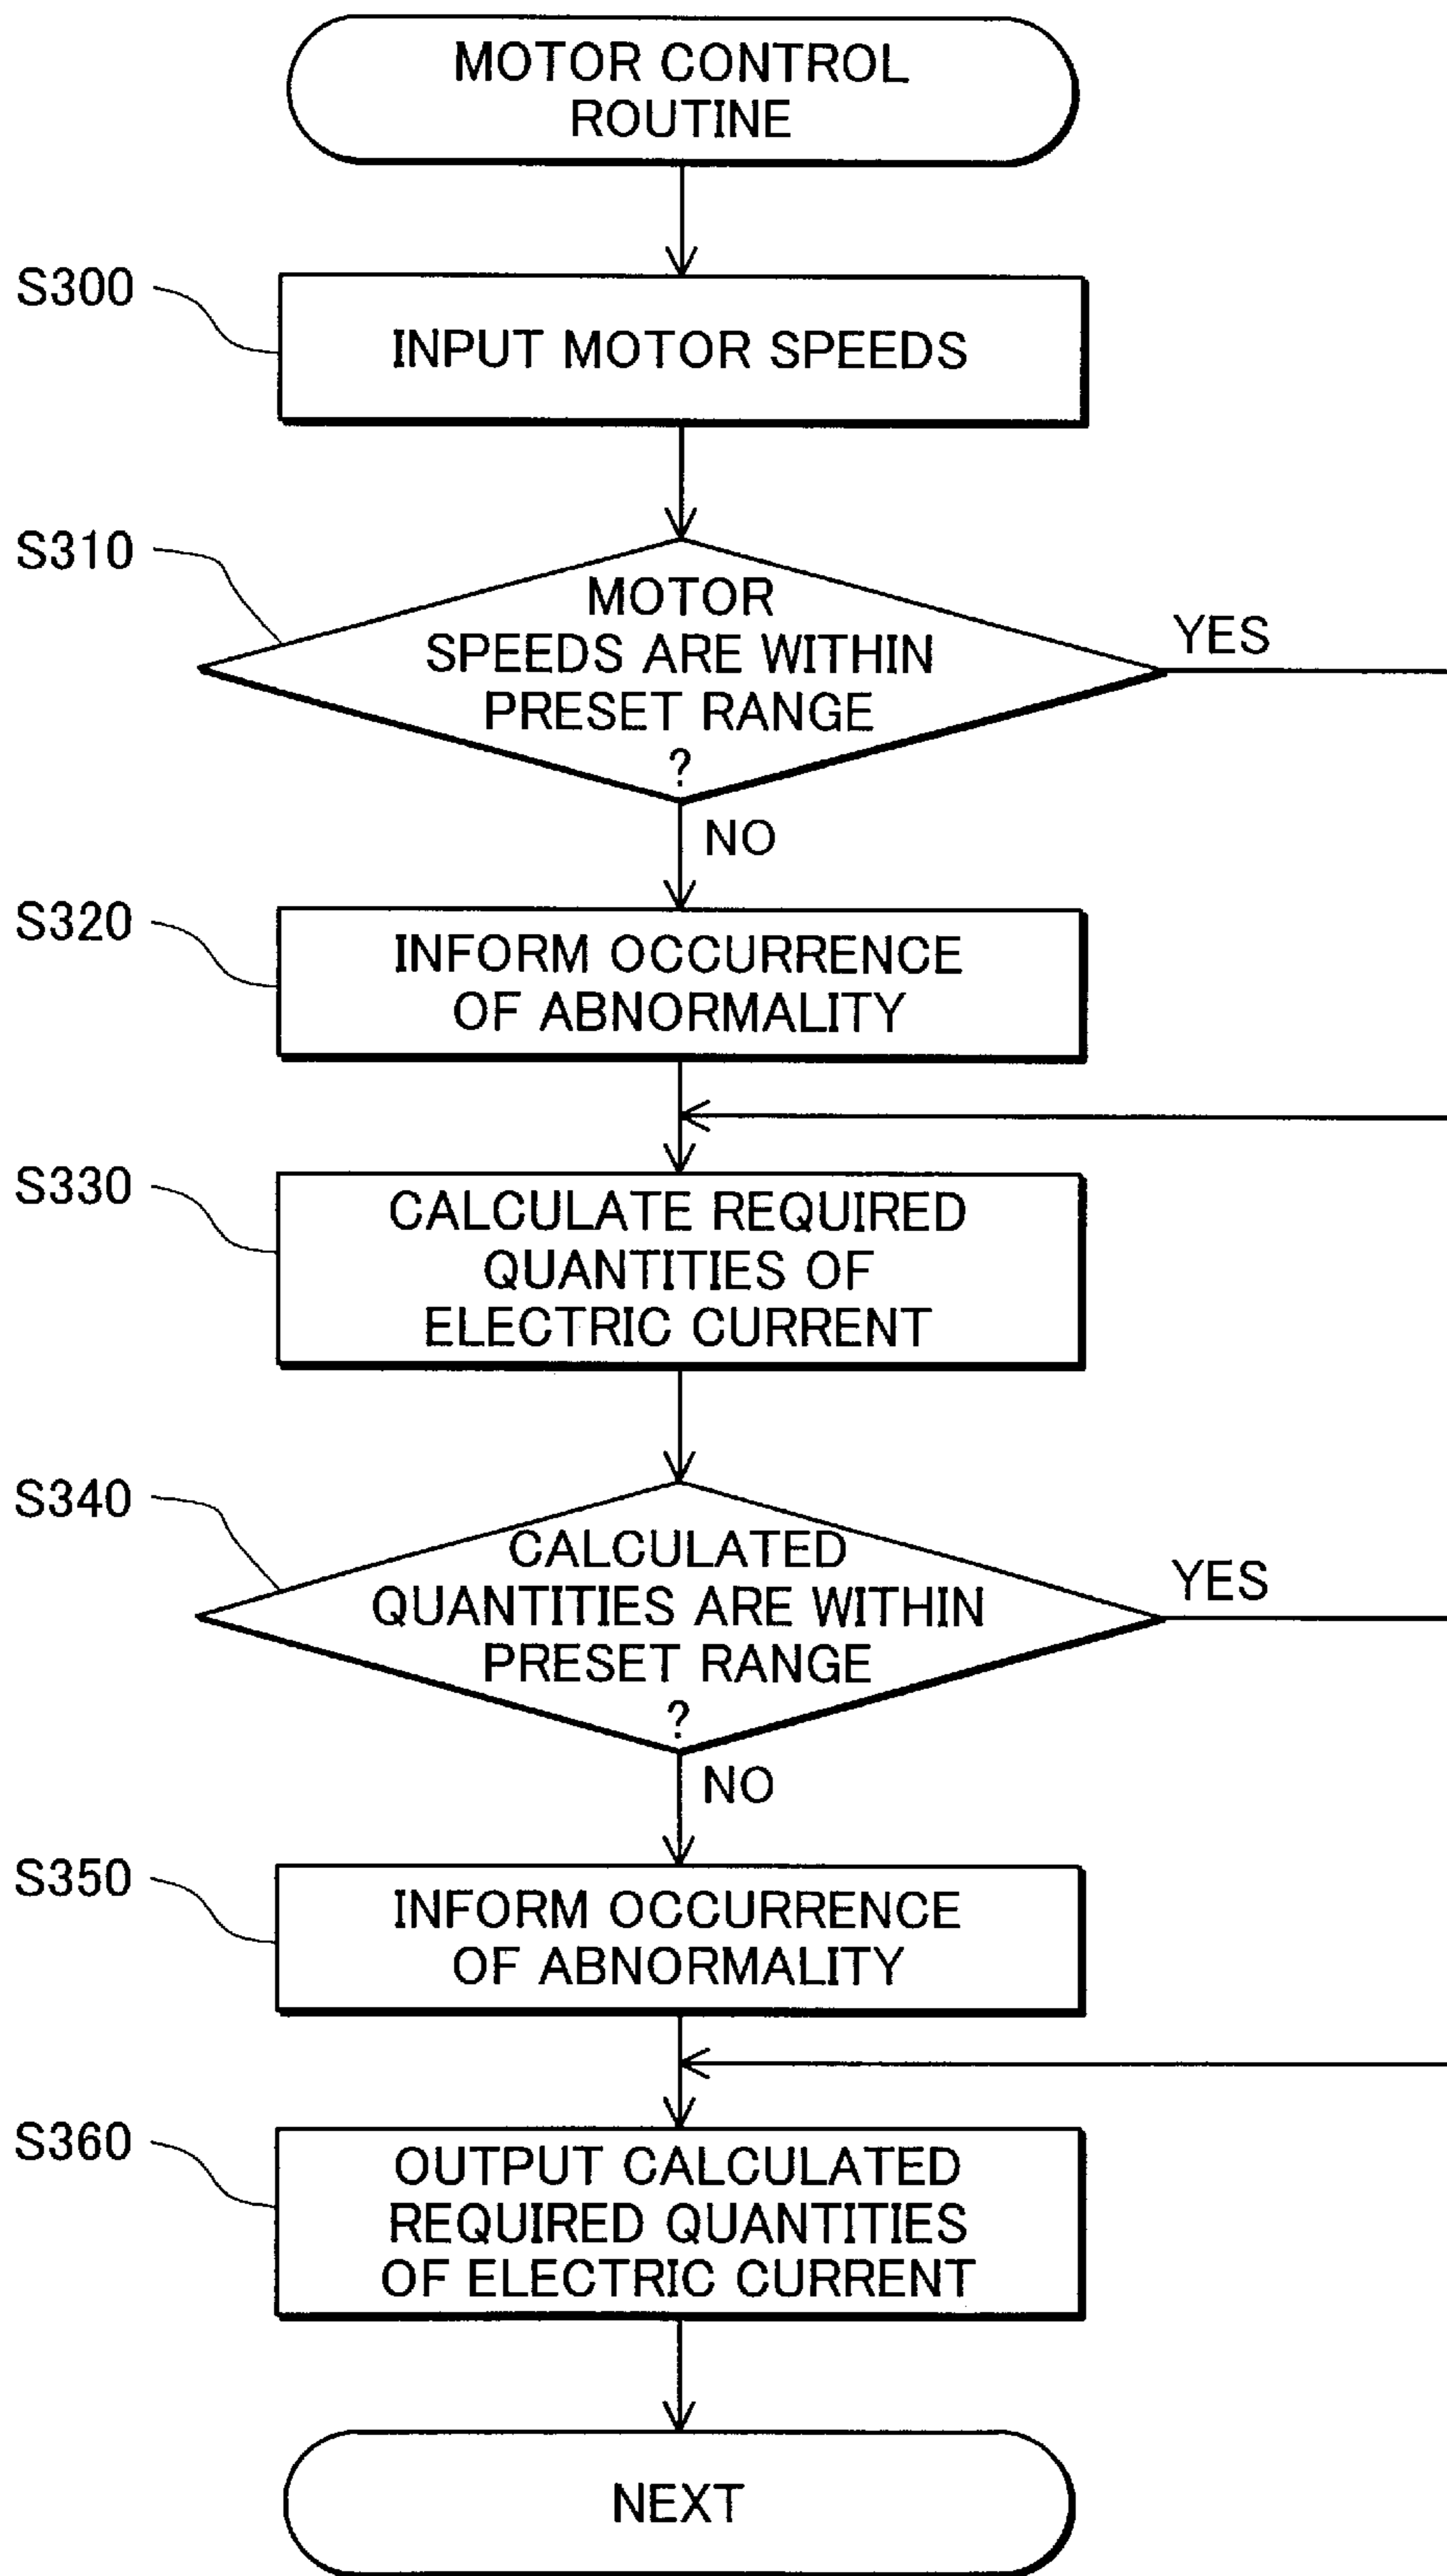 MOTOR CONTROL
ROUTINE
S300
INPUT MOTOR SPEEDS
S310
MOTOR
SPEEDS ARE WITHIN
PRESET RANGE
?
YES
NO
S320
INFORM OCCURRENCE
OF ABNORMALITY
S330
CALCULATE REQUIRED
QUANTITIES OF
ELECTRIC CURRENT
S340
CALCULATED
QUANTITIES ARE WITHIN
PRESET RANGE
?
YES
NO
S350
INFORM OCCURRENCE
OF ABNORMALITY
S360
OUTPUT CALCULATED
REQUIRED QUANTITIES
OF ELECTRIC CURRENT
NEXT